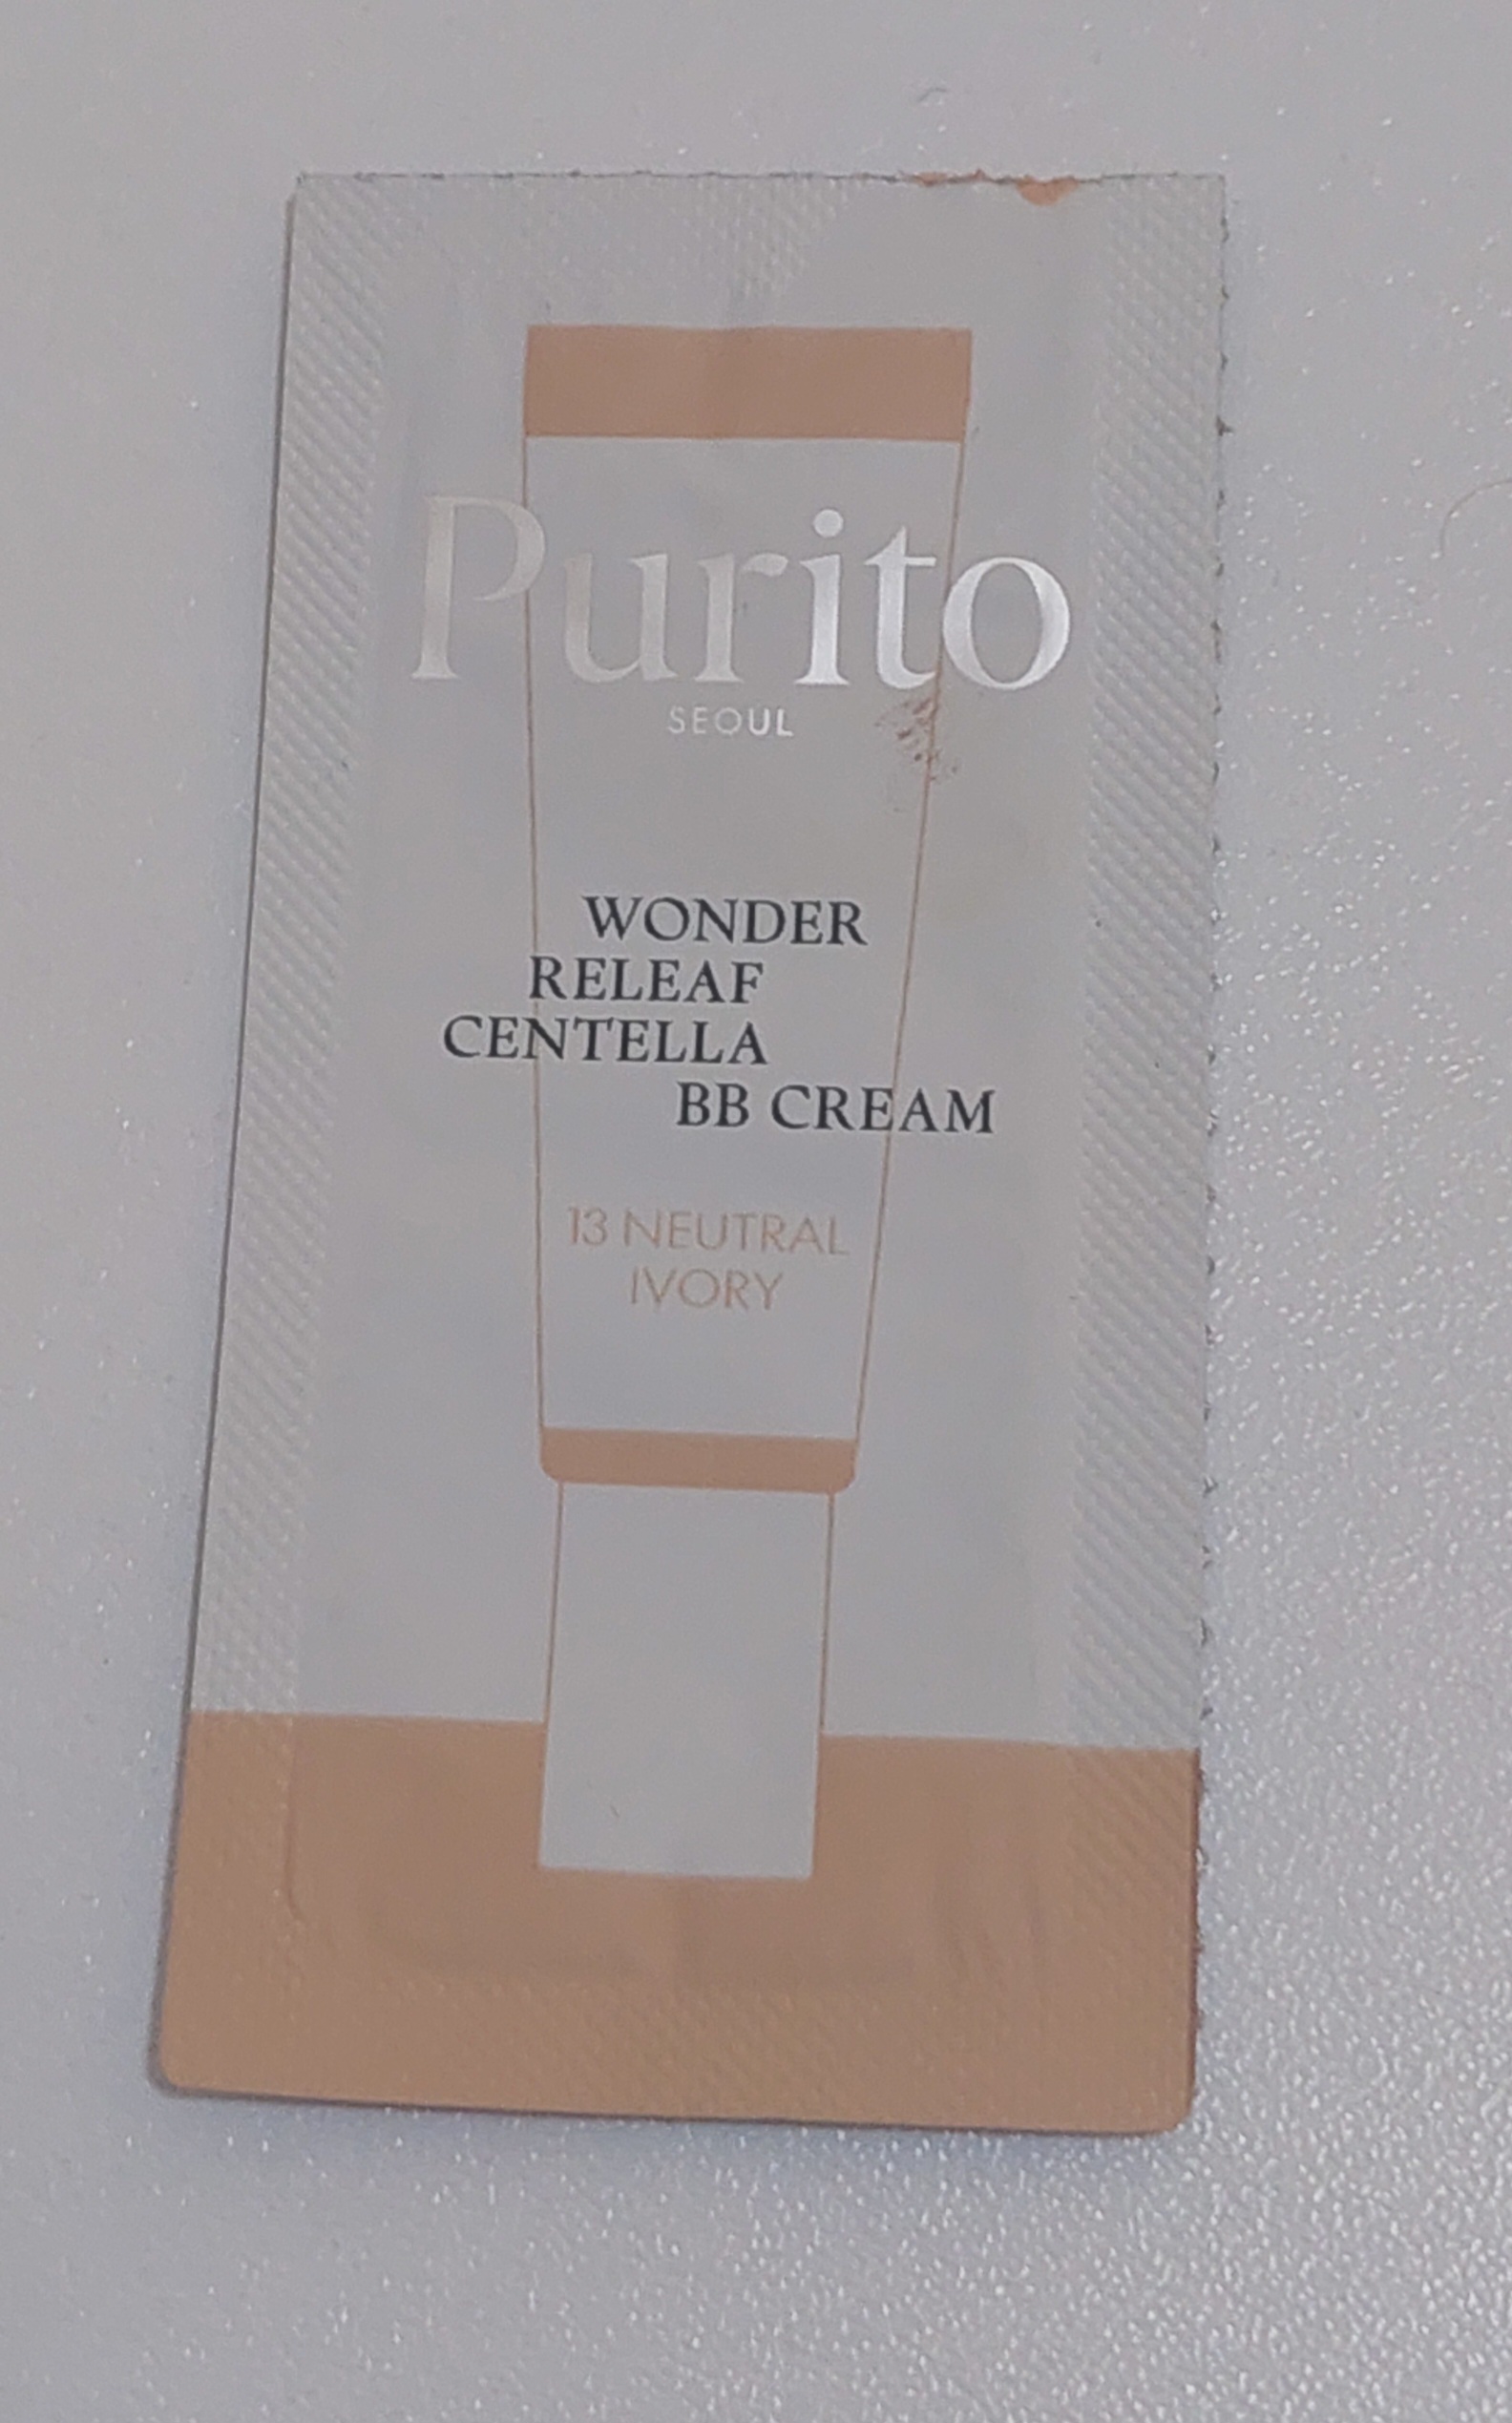 Purito
SEOUL
WONDER
RELEAF
CENTELLA
BB CREAM
13 NEUTRAL
IVORY